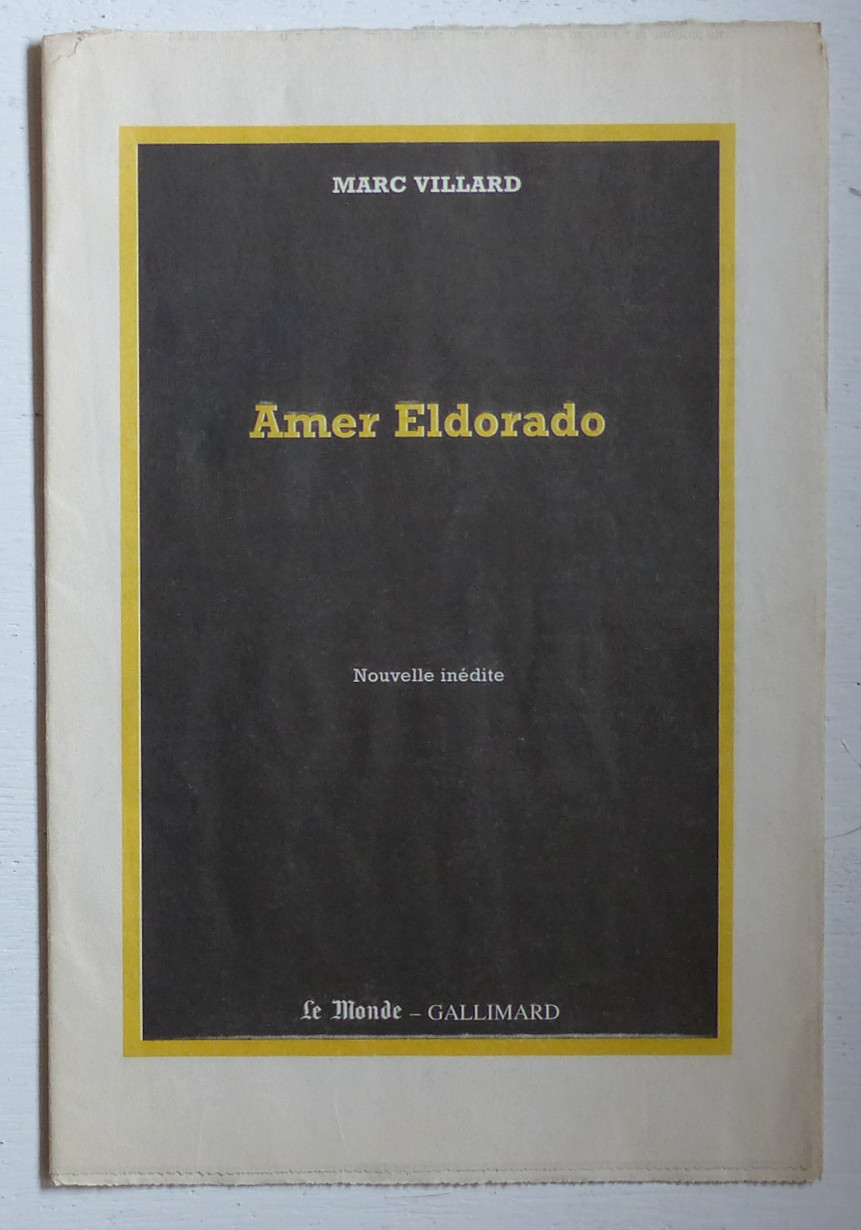 MARC VILLARD
Amer Eldorado
Nouvelle inédite
Le Monde – GALLIMARD